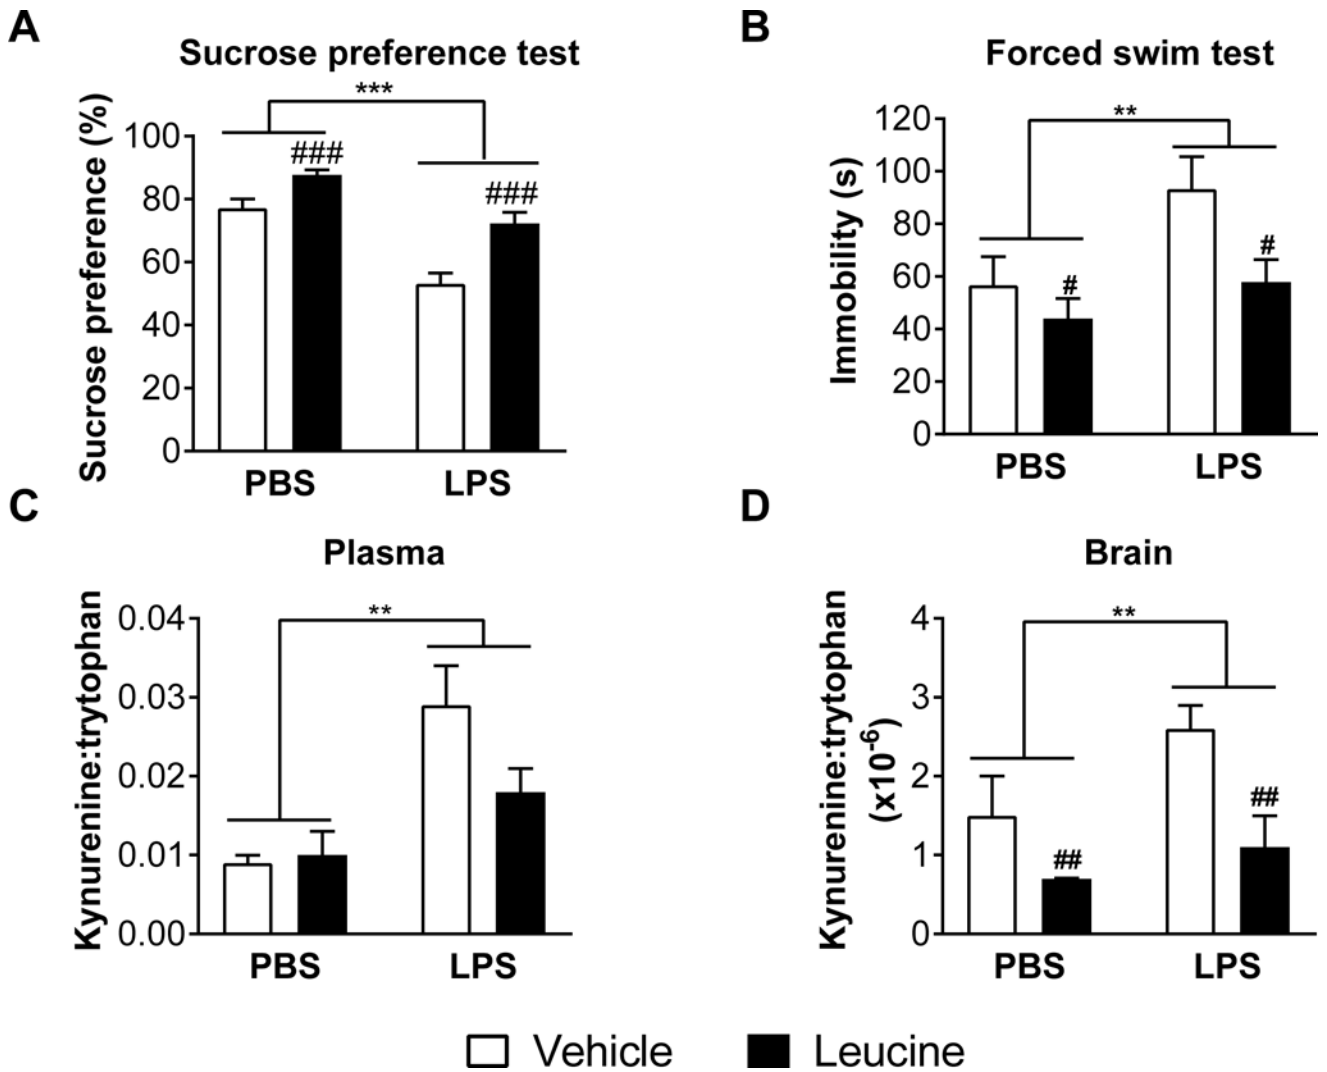 A
Sucrose preference test
***
Sucrose preference (%)
100
80
60
40
20
0
###
###
PBS
LPS
B
Forced swim test
**
Immobility (s)
120
100
80
60
40
20
0
#
#
PBS
LPS
C
Plasma
**
Kynurenine:trytophan
0.04
0.03
0.02
0.01
0.00
PBS
LPS
D
Brain
**
Kynurenine:trytophan
(x10⁻⁶)
4
3
2
1
0
##
##
PBS
LPS
Vehicle
Leucine